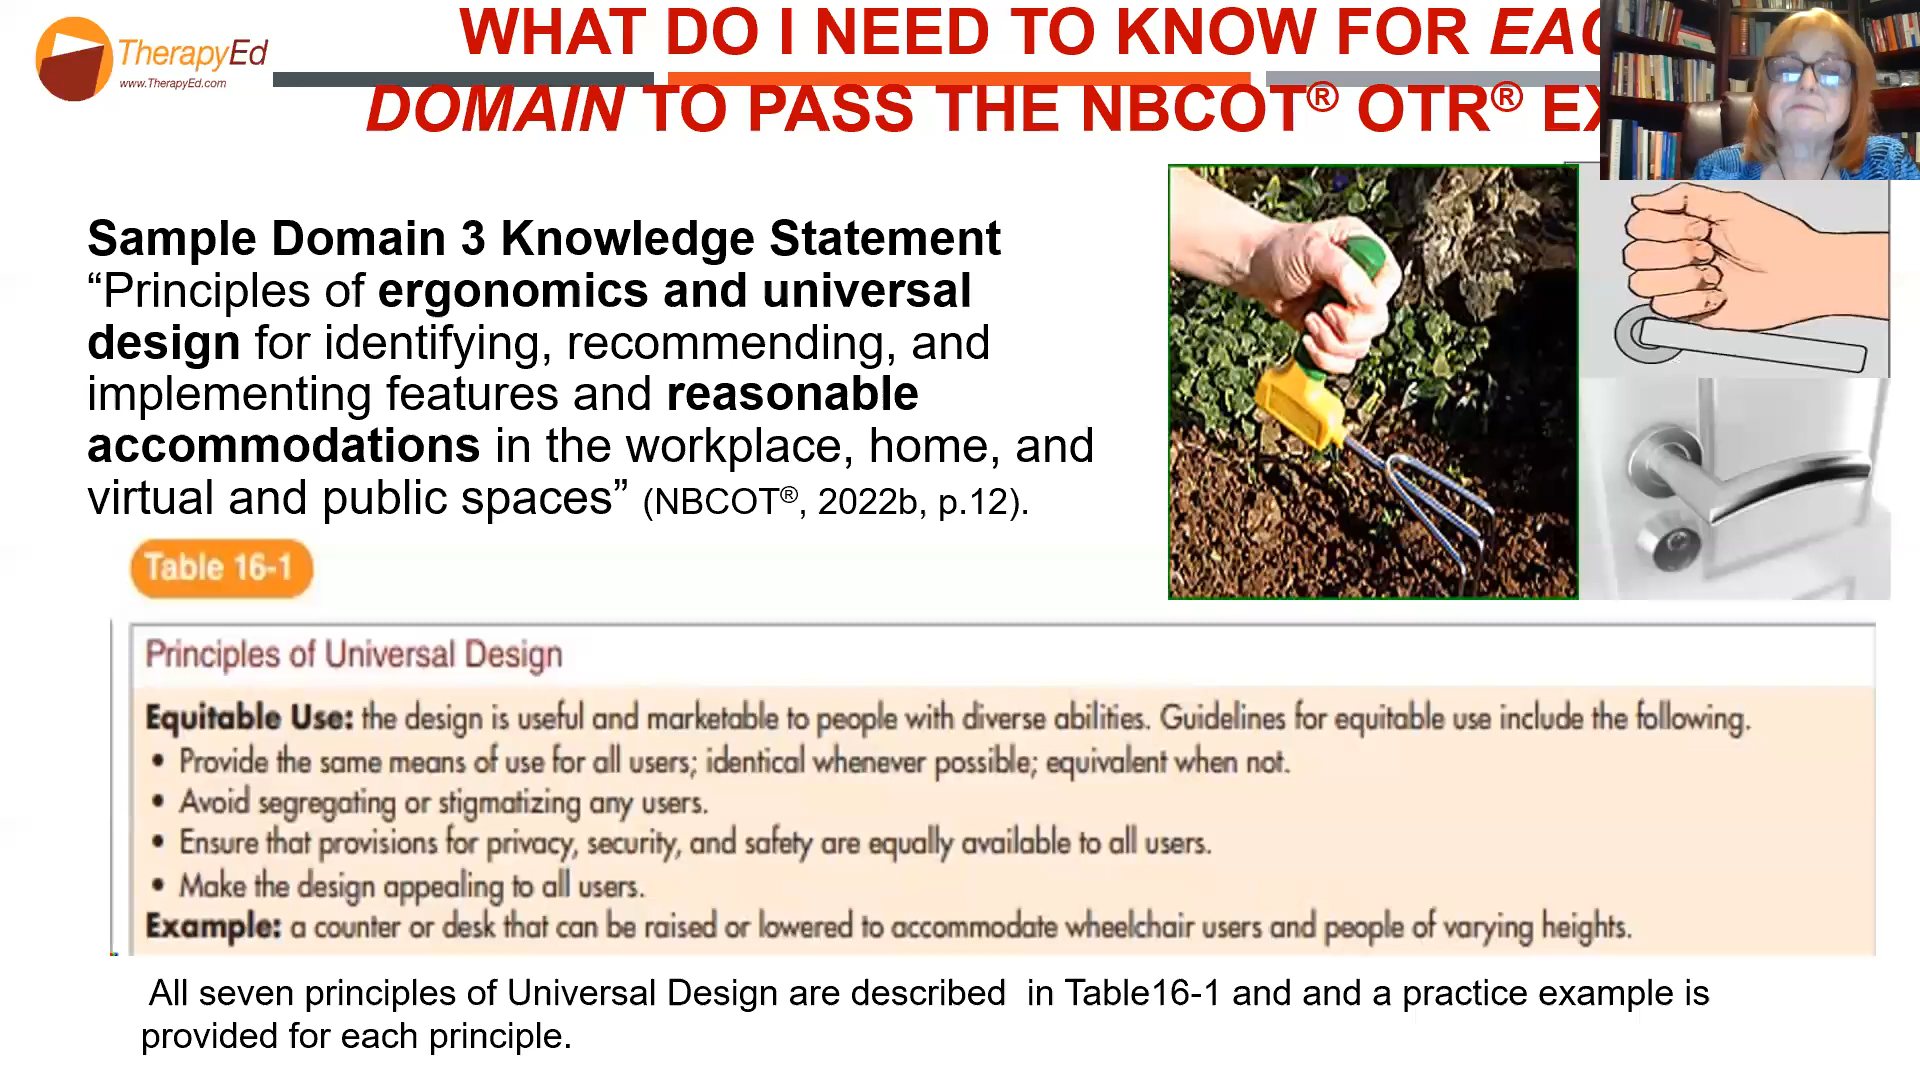 TherapyEd
www.TherapyEd.com
WHAT DO I NEED TO KNOW FOR
DOMAIN TO PASS THE NBCOT® OTR®
Sample Domain 3 Knowledge Statement
“Principles of ergonomics and universal
design for identifying, recommending, and
implementing features and reasonable
accommodations in the workplace, home, and
virtual and public spaces” (NBCOT®, 2022b, p.12).
Table 16-1
Principles of Universal Design
Equitable Use: the design is useful and marketable to people with diverse abilities. Guidelines for equitable use include the following.
• Provide the same means of use for all users; identical whenever possible; equivalent when not.
• Avoid segregating or stigmatizing any users.
• Ensure that provisions for privacy, security, and safety are equally available to all users.
• Make the design appealing to all users.
Example: a counter or desk that can be raised or lowered to accommodate wheelchair users and people of varying heights.
All seven principles of Universal Design are described in Table16-1 and and a practice example is
provided for each principle.